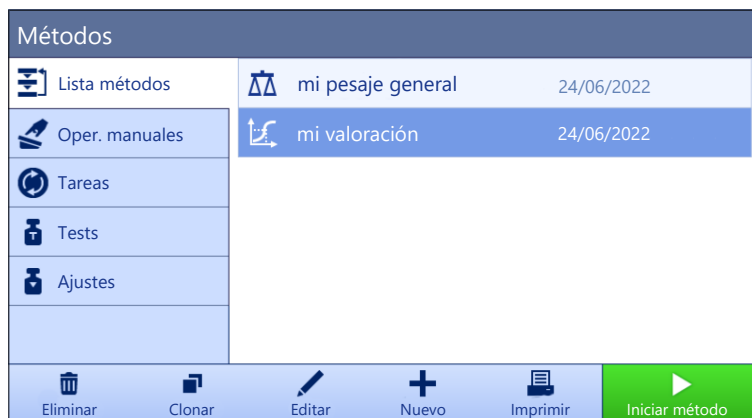 Métodos
Lista métodos
Oper. manuales
Tareas
Tests
Ajustes
mi pesaje general 24/06/2022
mi valoración 24/06/2022
Eliminar
Clonar
Editar
Nuevo
Imprimir
Iniciar método